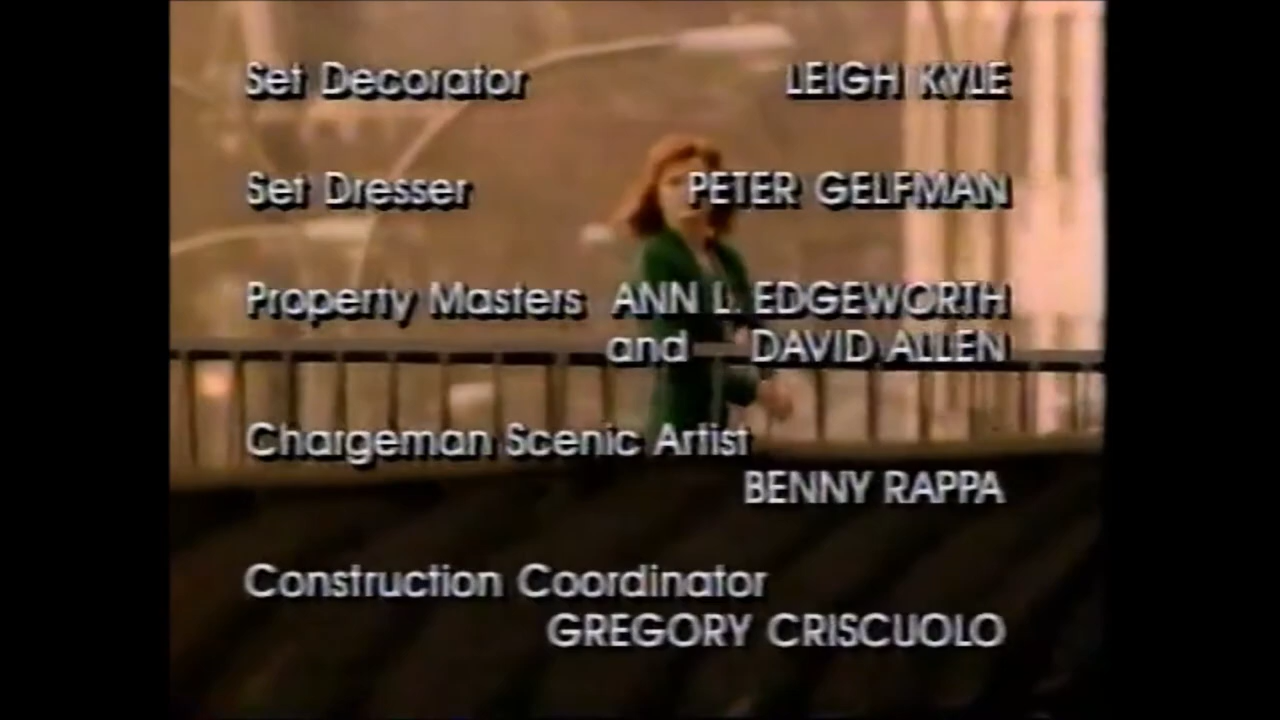 Set Decorator LEIGH KYLE
Set Dresser PETER GELFMAN
Property Masters ANN L. EDGEWORTH
and DAVID ALLEN
Chargeman Scenic Artist
BENNY RAPPA
Construction Coordinator
GREGORY CRISCUOLO